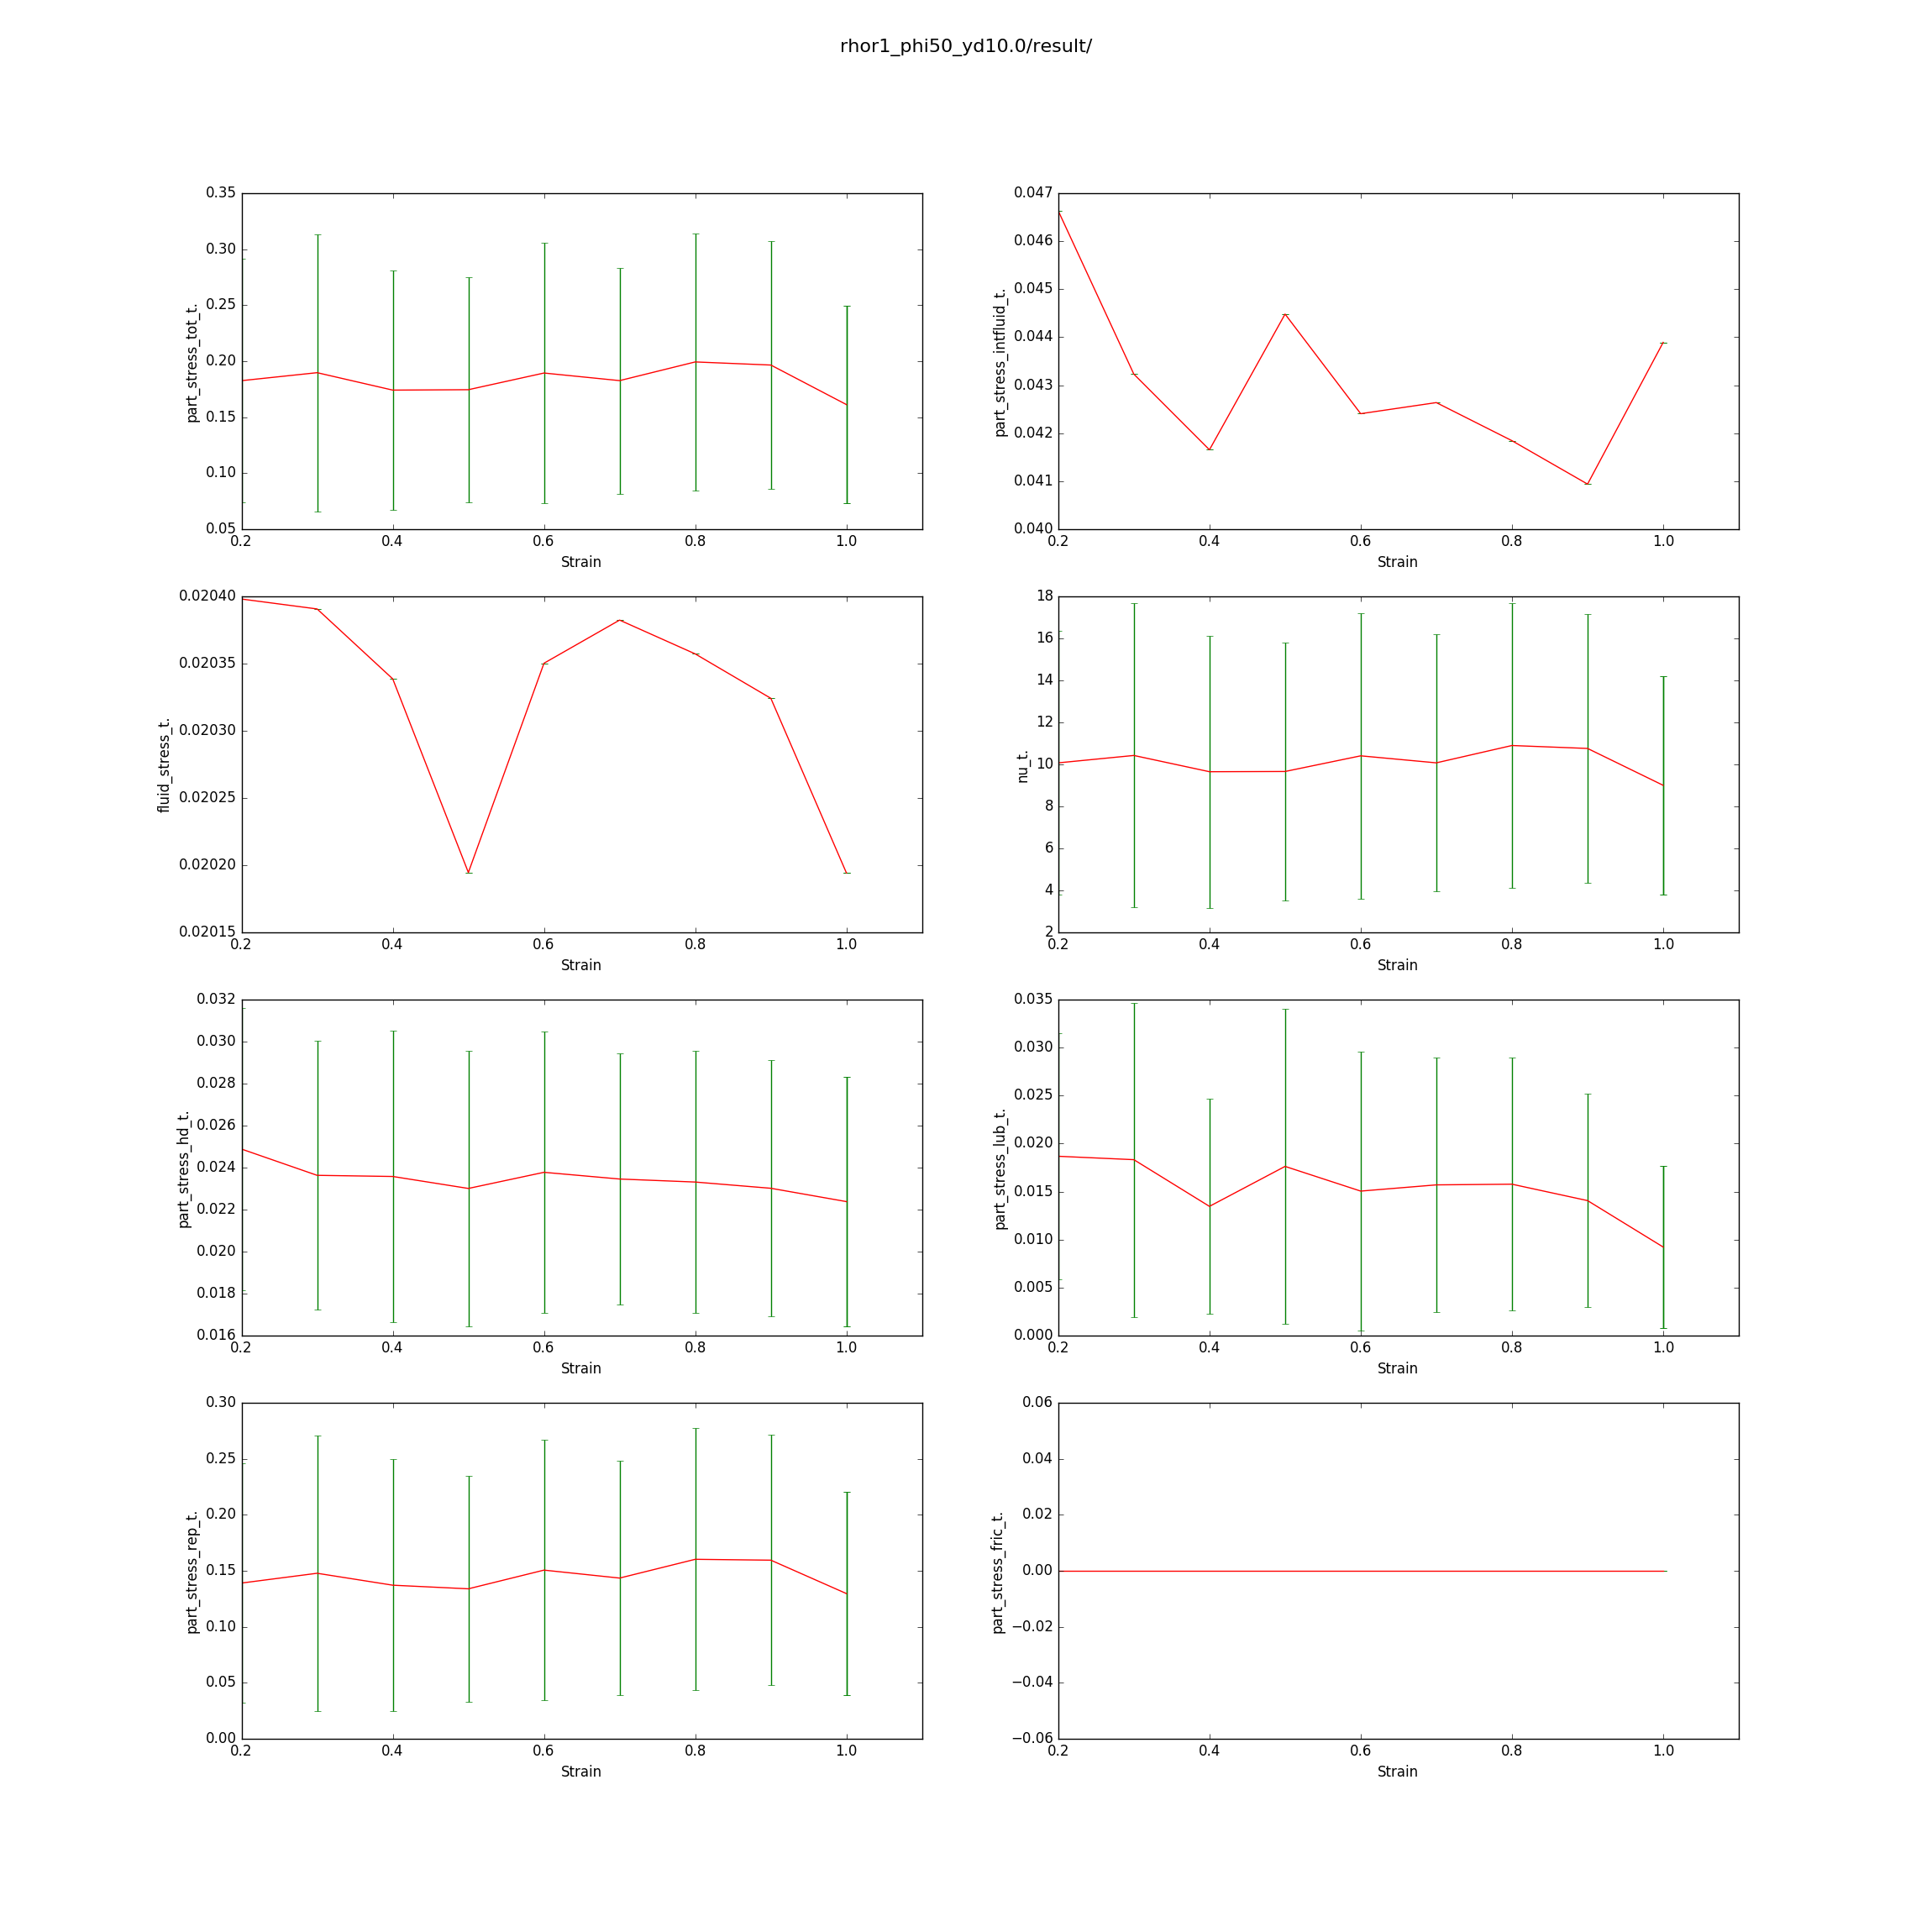 rhor1_phi50_yd10.0/result/
0.35
0.30
0.25
0.20
0.15
0.10
0.05
part_stress_tot_t.
0.2 0.4 0.6 0.8 1.0
Strain
0.047
0.046
0.045
0.044
0.043
0.042
0.041
0.040
part_stress_intfluid_t.
0.2 0.4 0.6 0.8 1.0
Strain
0.02040
0.02035
0.02030
0.02025
0.02020
0.02015
fluid_stress_t.
0.2 0.4 0.6 0.8 1.0
Strain
18
16
14
12
10
8
6
4
2
nu_t.
0.2 0.4 0.6 0.8 1.0
Strain
0.032
0.030
0.028
0.026
0.024
0.022
0.020
0.018
0.016
part_stress_hd_t.
0.2 0.4 0.6 0.8 1.0
Strain
0.035
0.030
0.025
0.020
0.015
0.010
0.005
0.000
part_stress_lub_t.
0.2 0.4 0.6 0.8 1.0
Strain
0.30
0.25
0.20
0.15
0.10
0.05
0.00
part_stress_rep_t.
0.2 0.4 0.6 0.8 1.0
Strain
0.06
0.04
0.02
0.00
−0.02
−0.04
−0.06
part_stress_fric_t.
0.2 0.4 0.6 0.8 1.0
Strain